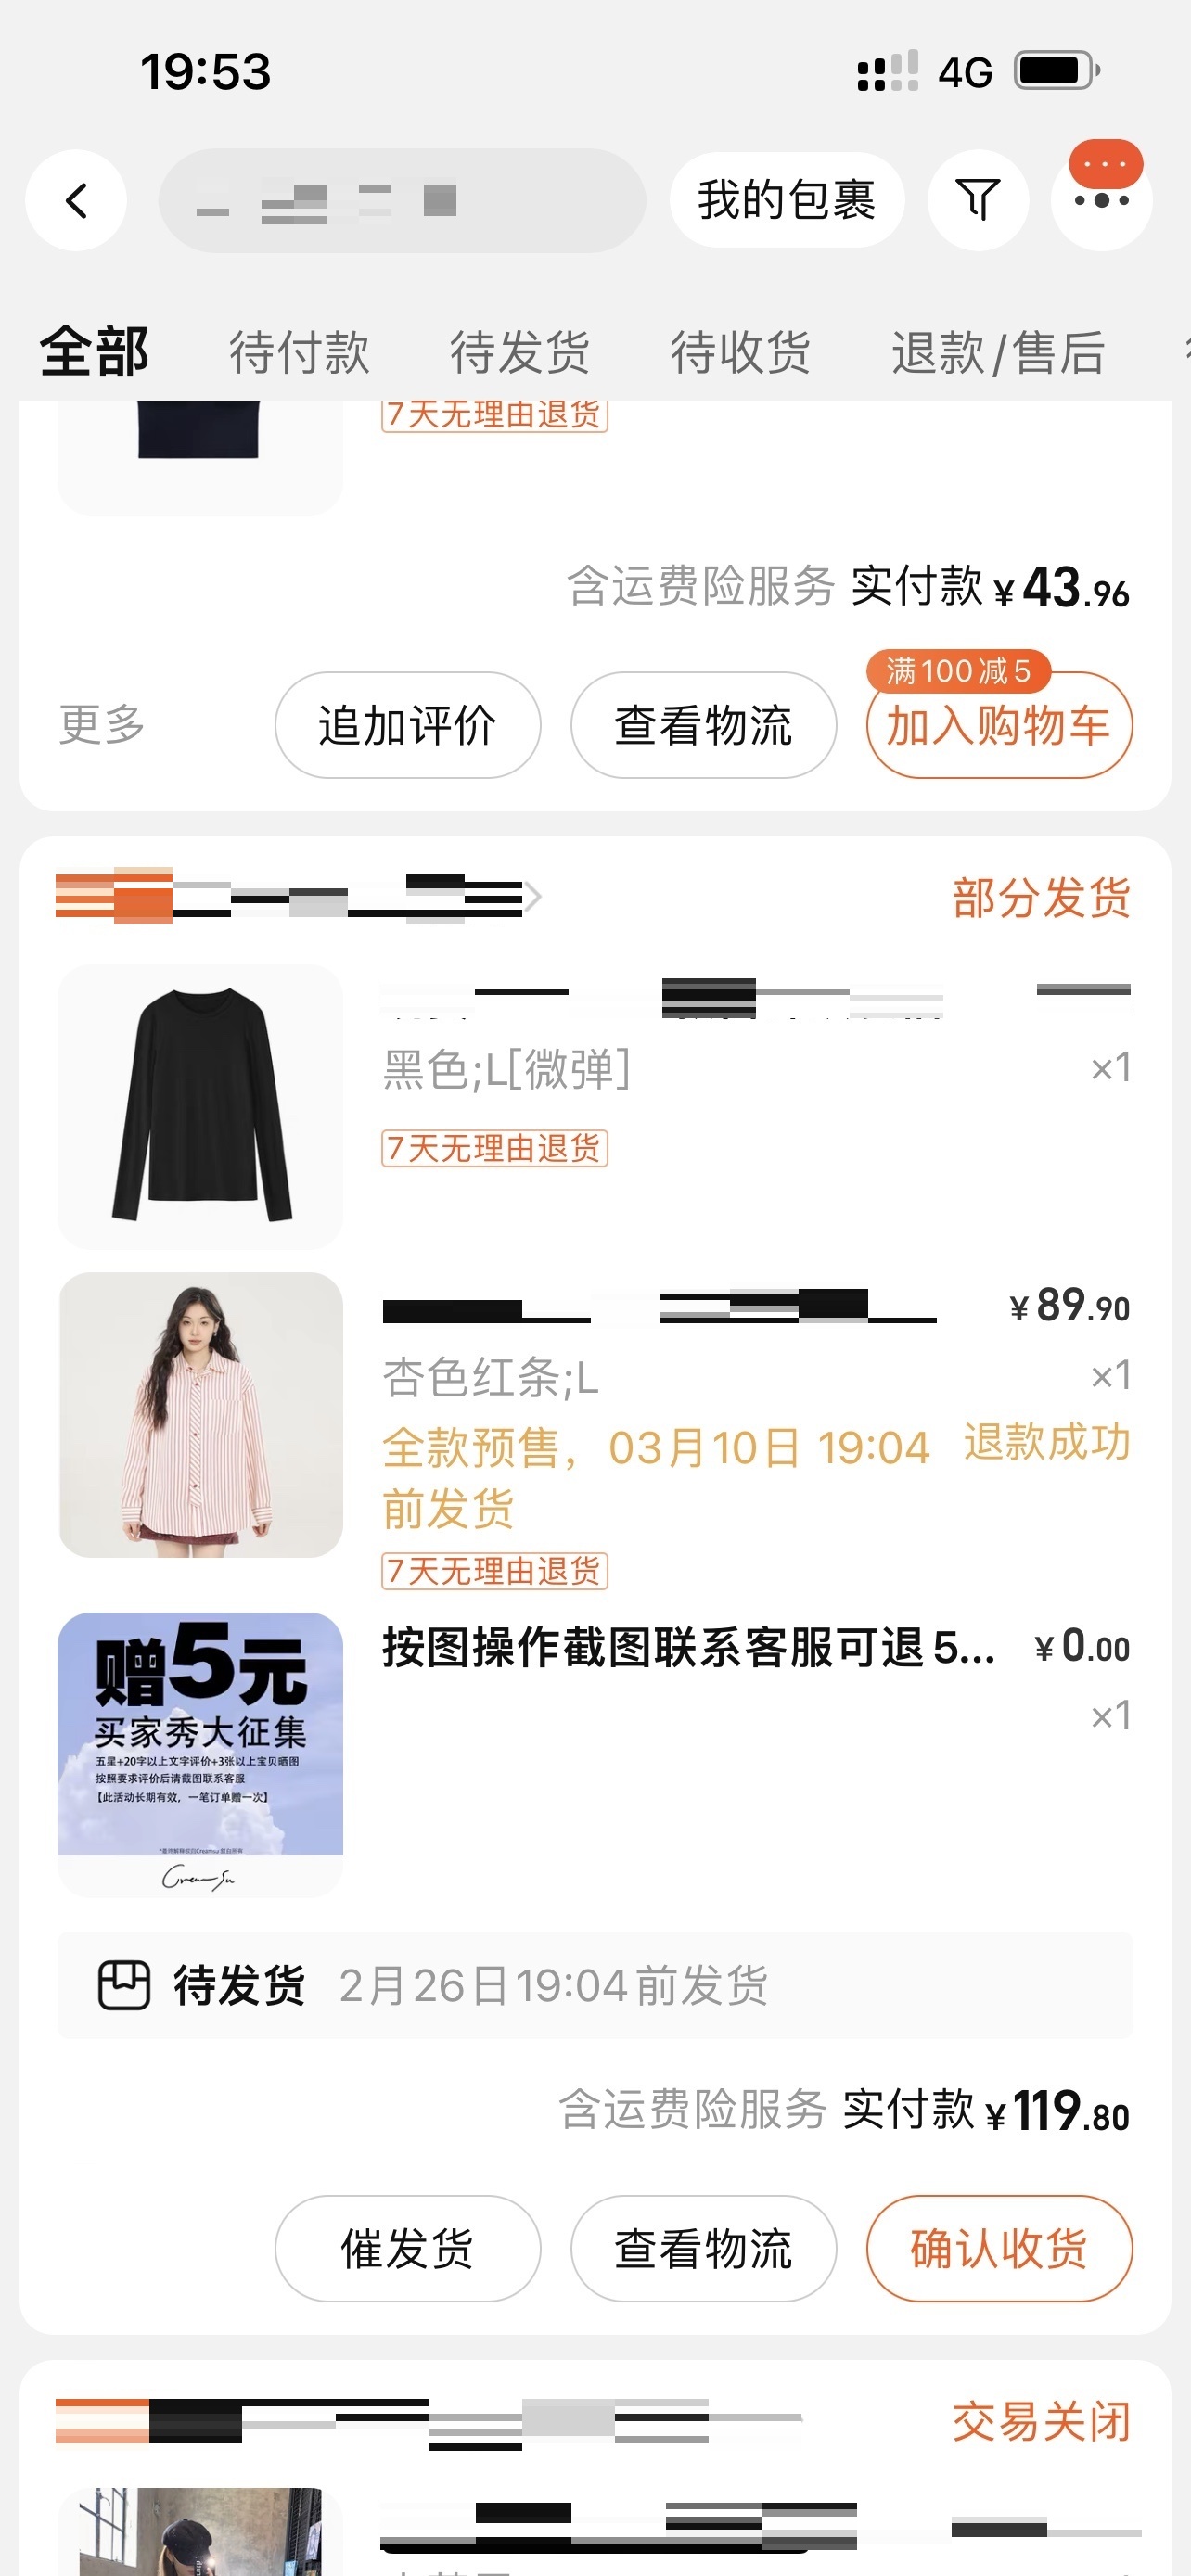 19:53
4G
我的包裹
全部 待付款 待发货 待收货 退款/售后
7天无理由退货
含运费险服务 实付款 ¥43.96
满100减5
更多 追加评价 查看物流 加入购物车
部分发货
黑色;L[微弹] ×1
7天无理由退货
¥89.90
杏色红条;L ×1
全款预售，03月10日 19:04 退款成功
前发货
7天无理由退货
赠5元
买家秀大征集
五星+20字以上文字评价+3张以上宝贝晒图
按照要求评价后请截图联系客服
【此活动长期有效，一笔订单赠一次】
按图操作截图联系客服可退5... ¥0.00
×1
待发货 2月26日19:04前发货
含运费险服务 实付款 ¥119.80
催发货 查看物流 确认收货
交易关闭